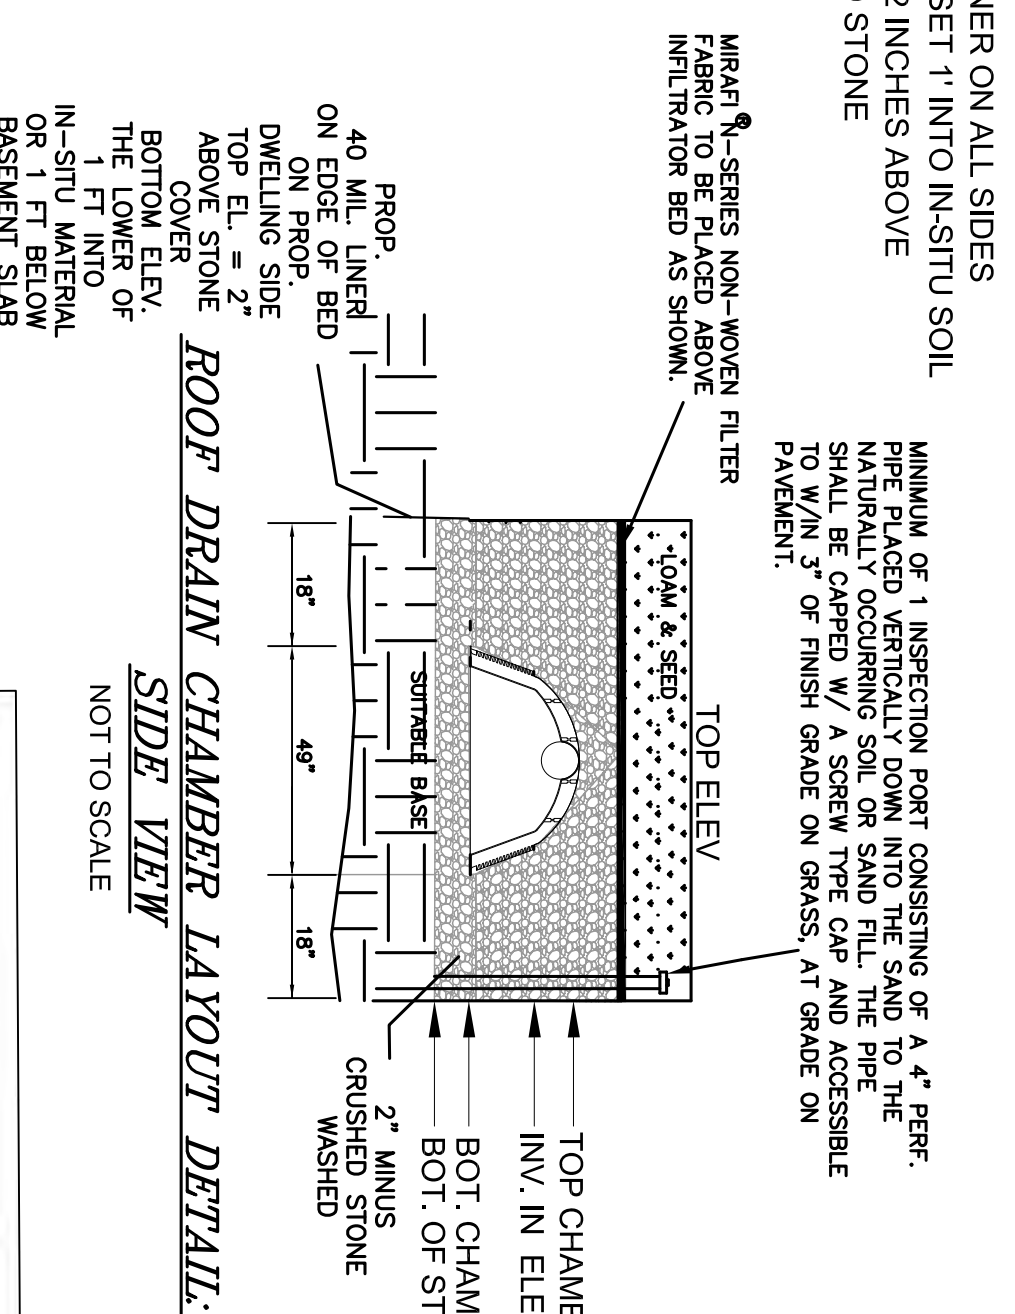 NER ON ALL SIDES
SET 1' INTO IN-SITU SOIL
2 INCHES ABOVE
STONE
MINIMUM OF 1 INSPECTION PORT CONSISTING OF A 4" PERF.
PIPE PLACED VERTICALLY DOWN INTO THE SAND TO THE
NATURALLY OCCURRING SOIL OR SAND FILL. THE PIPE
SHALL BE CAPPED W/ A SCREW TYPE CAP AND ACCESSIBLE
TO W/IN 3" OF FINISH GRADE ON GRASS, AT GRADE ON
PAVEMENT.
MIRAFI® N-SERIES NON-WOVEN FILTER
FABRIC TO BE PLACED ABOVE
INFILTRATOR BED AS SHOWN.
TOP ELEV
LOAM & SEED
TOP CHAMB
INV. IN ELE
BOT. CHAM
BOT. OF ST
SUITABLE BASE
2" MINUS
CRUSHED STONE
WASHED
PROP.
40 MIL. LINER
ON EDGE OF BED
ON PROP.
DWELLING SIDE
TOP EL. = 2"
ABOVE STONE
COVER
BOTTOM ELEV.
THE LOWER OF
1 FT INTO
IN-SITU MATERIAL
OR 1 FT BELOW
BASEMENT SLAB
18"
49"
18"
ROOF DRAIN CHAMBER LAYOUT DETAIL:
SIDE VIEW
NOT TO SCALE